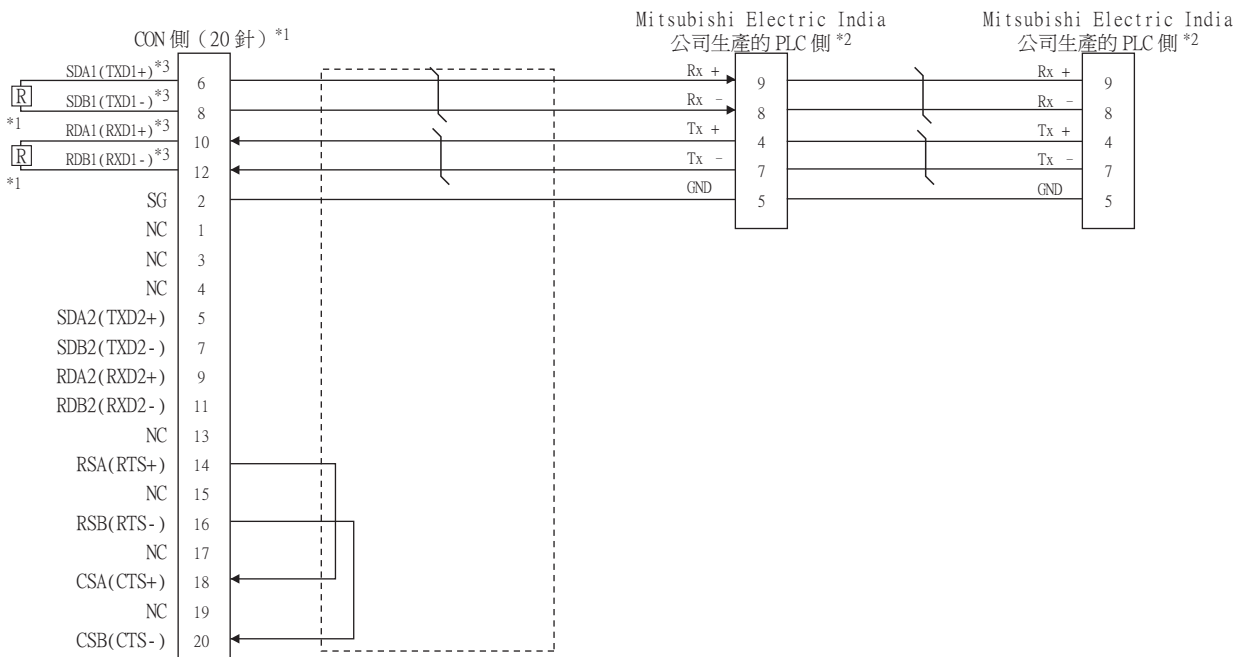 CON 側（20 針）*1
Mitsubishi Electric India
公司生產的 PLC 側 *2
Mitsubishi Electric India
公司生產的 PLC 側 *2
SDA1(TXD1+)*3 6 Rx + 9 Rx + 9
R
SDB1(TXD1-)*3 8 Rx - 8 Rx - 8
*1
RDA1(RXD1+)*3 10 Tx + 4 Tx + 4
R
RDB1(RXD1-)*3 12 Tx - 7 Tx - 7
*1
SG 2 GND 5 GND 5
NC 1
NC 3
NC 4
SDA2(TXD2+) 5
SDB2(TXD2-) 7
RDA2(RXD2+) 9
RDB2(RXD2-) 11
NC 13
RSA(RTS+) 14
NC 15
RSB(RTS-) 16
NC 17
CSA(CTS+) 18
NC 19
CSB(CTS-) 20